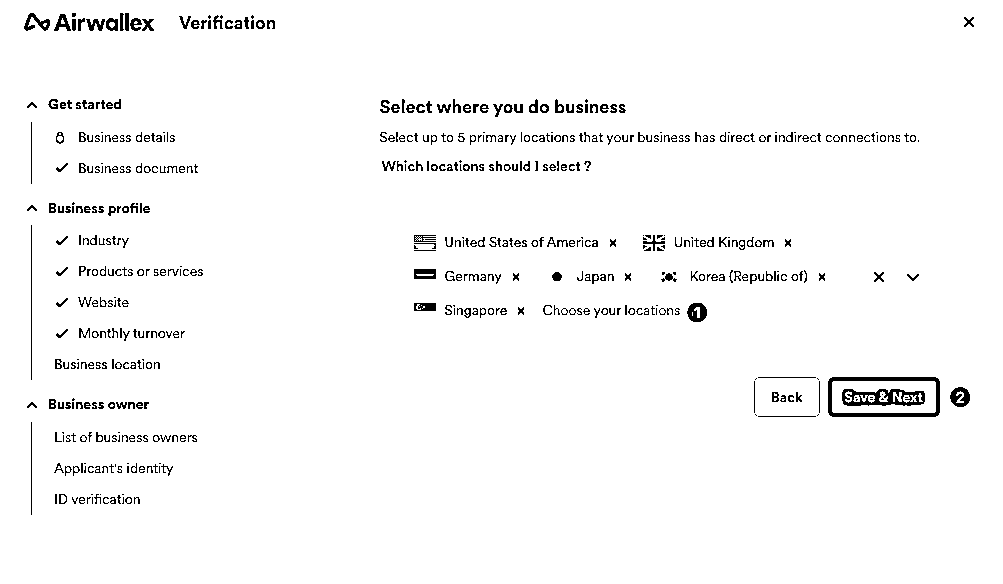 Airwallex Verification
Get started
Business details
Business document
Business profile
Industry
Products or services
Website
Monthly turnover
Business location
Business owner
List of business owners
Applicant's identity
ID verification
Select where you do business
Select up to 5 primary locations that your business has direct or indirect connections to.
Which locations should I select ?
United States of America × United Kingdom ×
Germany × Japan × Korea (Republic of) ×
Singapore × Choose your locations 1
Back Save & Next 2